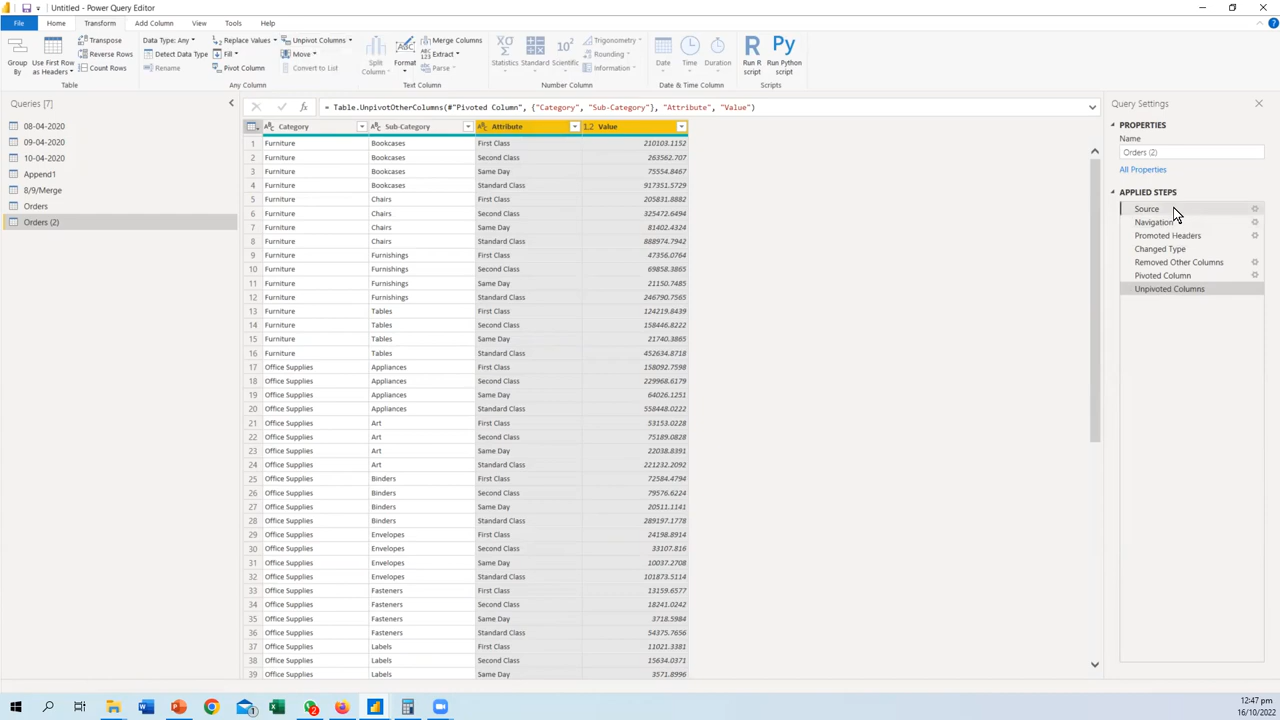 Untitled - Power Query Editor
File Home Transform Add Column View Tools Help
Group By
Use First Row as Headers
Transpose
Reverse Rows
Count Rows
Table
Data Type: Any
Detect Data Type
Rename
Replace Values
Fill
Pivot Column
Unpivot Columns
Move
Convert to List
Any Column
Split Column
Format
Merge Columns
Extract
Parse
Text Column
Statistics
Standard
Scientific
Trigonometry
Rounding
Information
Number Column
Date
Time
Duration
Date & Time Column
Run R script
Run Python script
Scripts
Queries [7]
08-04-2020
09-04-2020
10-04-2020
Append1
8/9/Merge
Orders
Orders (2)
= Table.UnpivotOtherColumns(#"Pivoted Column", {"Category", "Sub-Category"}, "Attribute", "Value")
Category Sub-Category Attribute 1.2 Value
1 Furniture Bookcases First Class 210103.1152
2 Furniture Bookcases Second Class 263562.707
3 Furniture Bookcases Same Day 75554.8467
4 Furniture Bookcases Standard Class 917351.5729
5 Furniture Chairs First Class 205831.8882
6 Furniture Chairs Second Class 325472.6494
7 Furniture Chairs Same Day 81402.4324
8 Furniture Chairs Standard Class 888974.7942
9 Furniture Furnishings First Class 47356.0764
10 Furniture Furnishings Second Class 69858.3865
11 Furniture Furnishings Same Day 21150.7485
12 Furniture Furnishings Standard Class 246790.7565
13 Furniture Tables First Class 124219.8439
14 Furniture Tables Second Class 158446.8222
15 Furniture Tables Same Day 21740.3865
16 Furniture Tables Standard Class 452634.8718
17 Office Supplies Appliances First Class 158092.7598
18 Office Supplies Appliances Second Class 229968.6179
19 Office Supplies Appliances Same Day 64026.1251
20 Office Supplies Appliances Standard Class 558448.0222
21 Office Supplies Art First Class 53153.0228
22 Office Supplies Art Second Class 75189.0828
23 Office Supplies Art Same Day 22038.8391
24 Office Supplies Art Standard Class 221232.2092
25 Office Supplies Binders First Class 72584.4794
26 Office Supplies Binders Second Class 79576.6224
27 Office Supplies Binders Same Day 20511.1141
28 Office Supplies Binders Standard Class 289197.1778
29 Office Supplies Envelopes First Class 24198.8914
30 Office Supplies Envelopes Second Class 33107.816
31 Office Supplies Envelopes Same Day 10037.2708
32 Office Supplies Envelopes Standard Class 101873.5114
33 Office Supplies Fasteners First Class 13159.6577
34 Office Supplies Fasteners Second Class 18241.0242
35 Office Supplies Fasteners Same Day 3718.5984
36 Office Supplies Fasteners Standard Class 54375.7656
37 Office Supplies Labels First Class 11021.3381
38 Office Supplies Labels Second Class 15634.0371
39 Office Supplies Labels Same Day 3571.8996
Query Settings
PROPERTIES
Name
Orders (2)
All Properties
APPLIED STEPS
Source
Navigation
Promoted Headers
Changed Type
Removed Other Columns
Pivoted Column
Unpivoted Columns
12:47 pm
16/10/2022